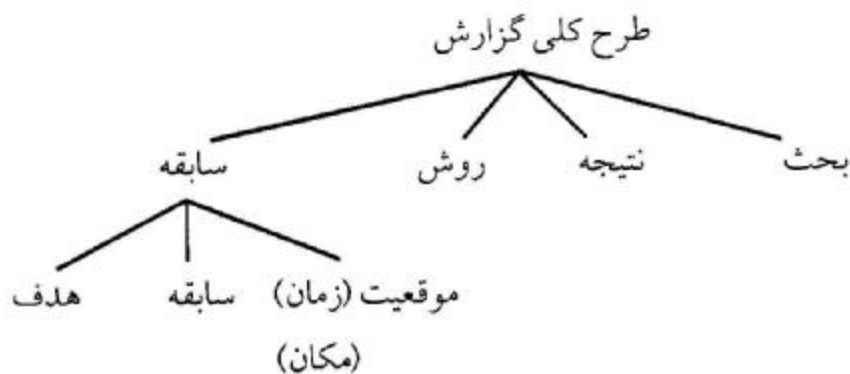 طرح کلی گزارش
بحث نتیجه روش سابقه
موقعیت (زمان) سابقه هدف
(مکان)